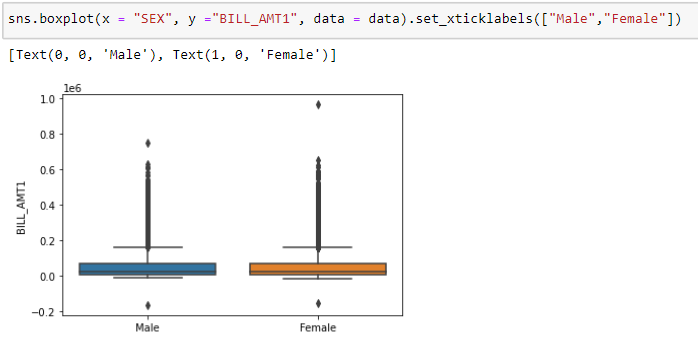 sns.boxplot(x = "SEX", y ="BILL_AMT1", data = data).set_xticklabels(["Male","Female"])
[Text(0, 0, 'Male'), Text(1, 0, 'Female')]
1e6
1.0
0.8
0.6
0.4
0.2
0.0
−0.2
BILL_AMT1
Male Female